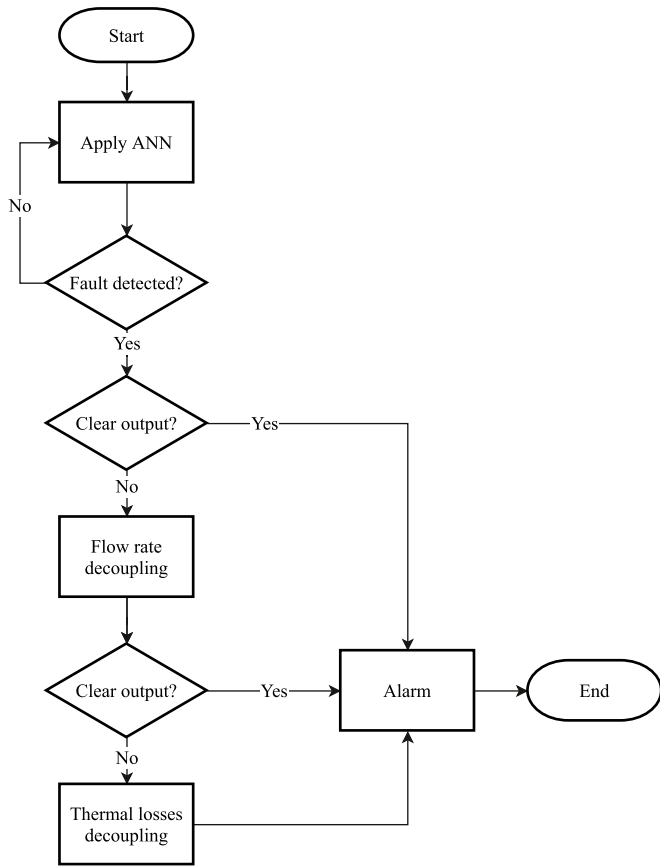 Start
Apply ANN
No
Fault detected?
Yes
Clear output?
Yes
No
Flow rate
decoupling
Clear output?
Yes
Alarm
End
No
Thermal losses
decoupling